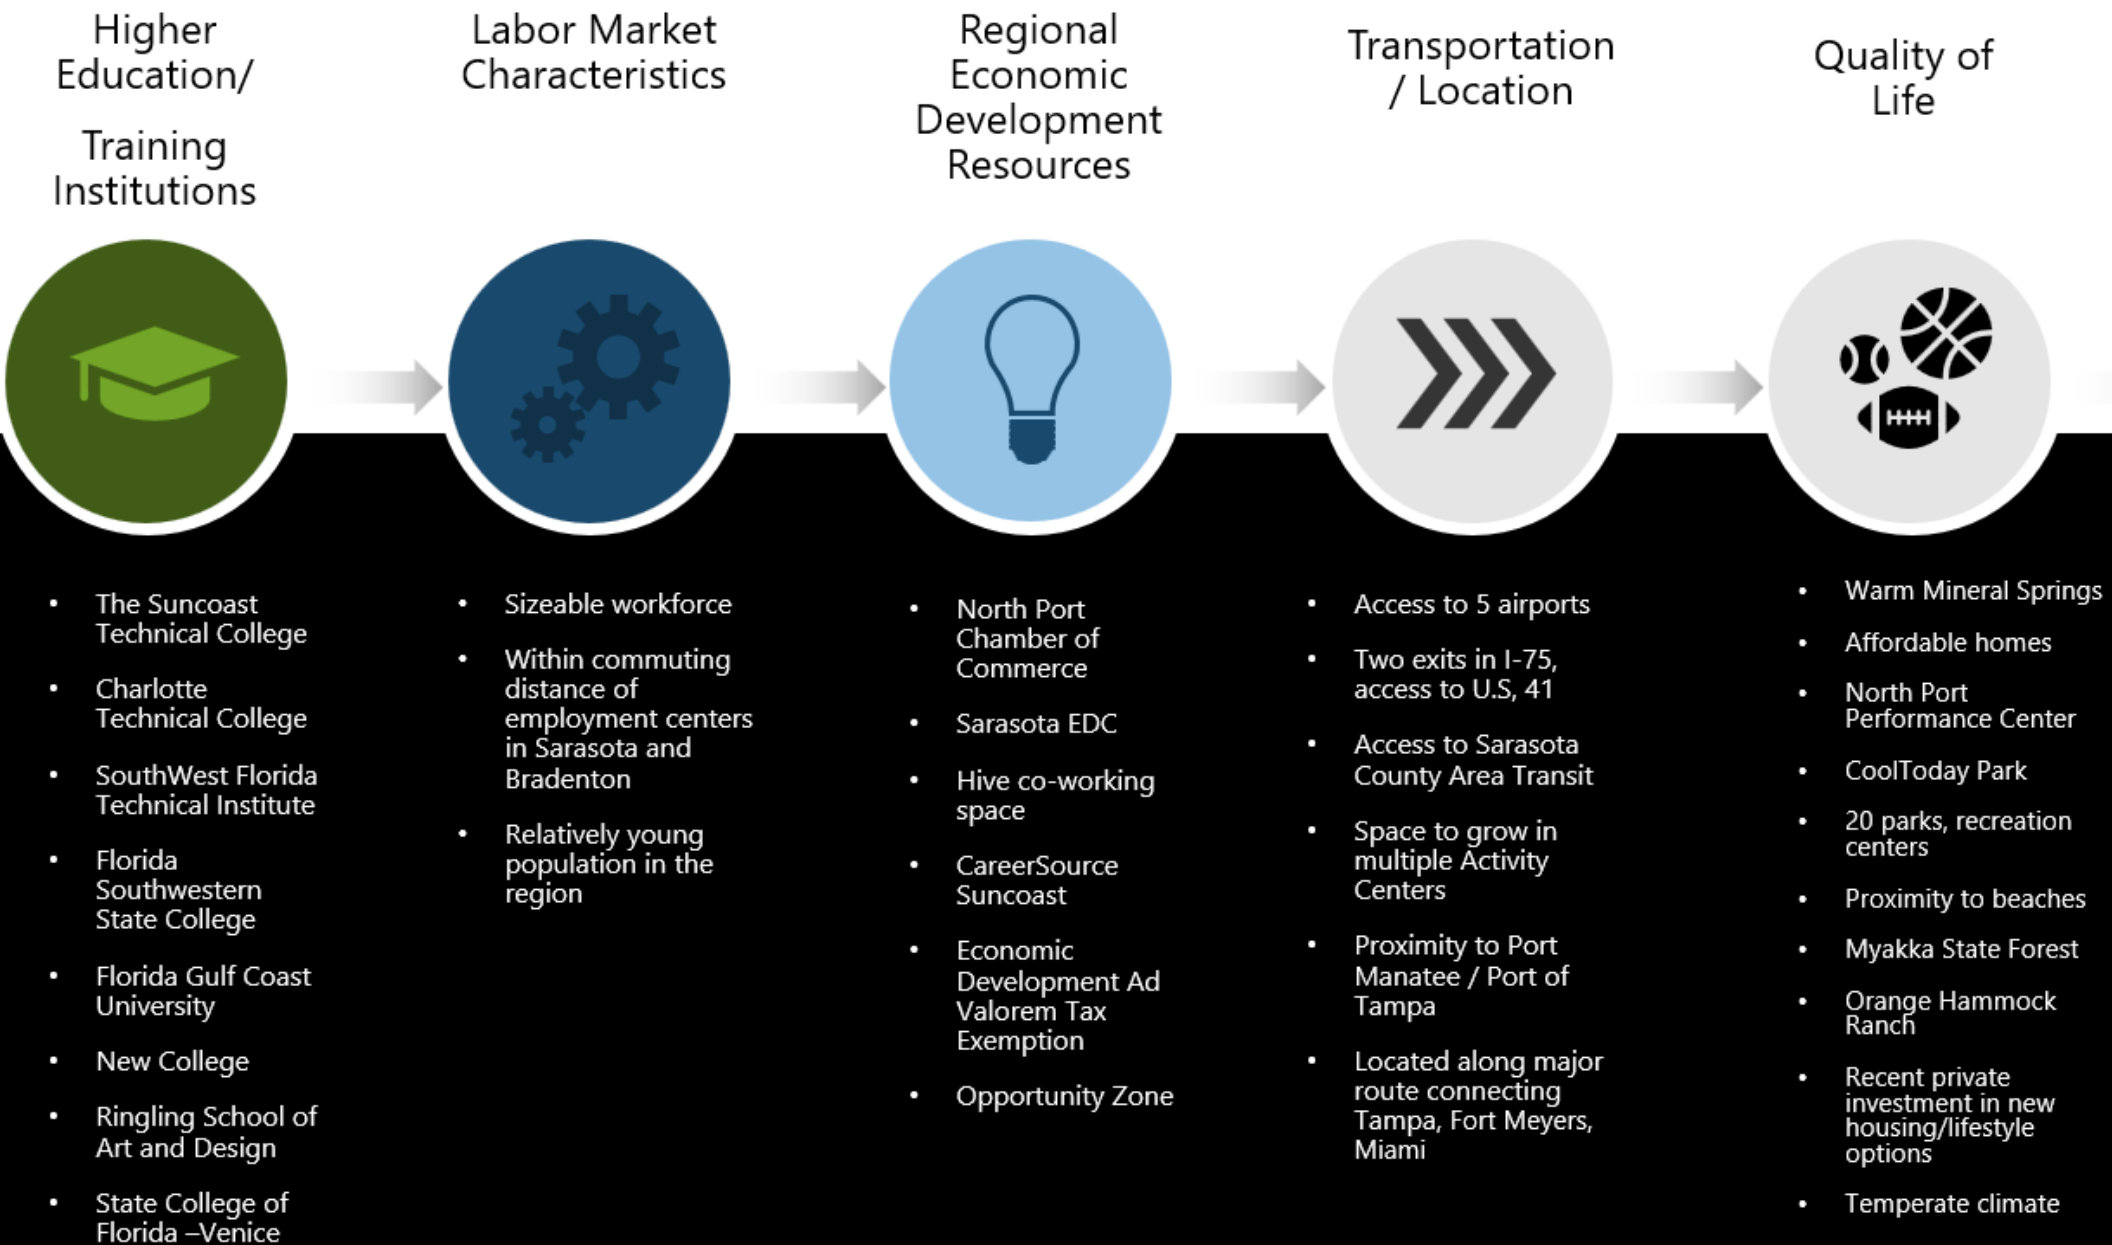 Higher
Education/
Training
Institutions
Labor Market
Characteristics
Regional
Economic
Development
Resources
Transportation
/ Location
Quality of
Life
• The Suncoast
Technical College
• Charlotte
Technical College
• SouthWest Florida
Technical Institute
• Florida
Southwestern
State College
• Florida Gulf Coast
University
• New College
• Ringling School of
Art and Design
• State College of
Florida –Venice
• Sizeable workforce
• Within commuting
distance of
employment centers
in Sarasota and
Bradenton
• Relatively young
population in the
region
• North Port
Chamber of
Commerce
• Sarasota EDC
• Hive co-working
space
• CareerSource
Suncoast
• Economic
Development Ad
Valorem Tax
Exemption
• Opportunity Zone
• Access to 5 airports
• Two exits in I-75,
access to U.S, 41
• Access to Sarasota
County Area Transit
• Space to grow in
multiple Activity
Centers
• Proximity to Port
Manatee / Port of
Tampa
• Located along major
route connecting
Tampa, Fort Meyers,
Miami
• Warm Mineral Springs
• Affordable homes
• North Port
Performance Center
• CoolToday Park
• 20 parks, recreation
centers
• Proximity to beaches
• Myakka State Forest
• Orange Hammock
Ranch
• Recent private
investment in new
housing/lifestyle
options
• Temperate climate